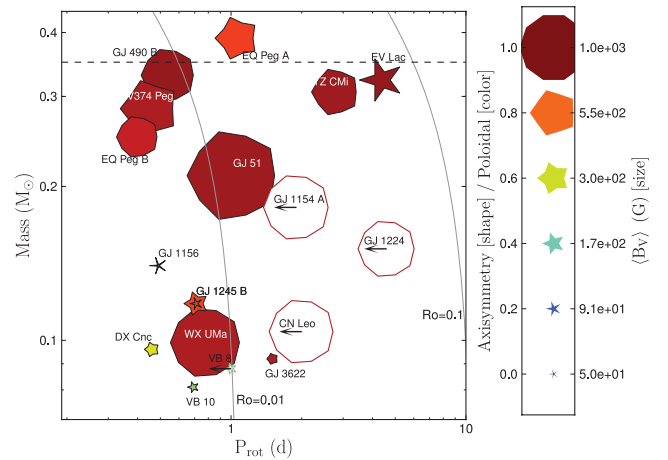 0.4
0.3
0.2
0.1
Mass (M⊙)
GJ 490 B
EQ Peg A
EV Lac
YZ CMi
V374 Peg
EQ Peg B
GJ 51
GJ 1154 A
GJ 1224
GJ 1156
GJ 1245 B
CN Leo
DX Cnc
WX UMa
VB 8
GJ 3622
VB 10
Ro=0.01
Ro=0.1
1
10
Prot (d)
Axisymmetry [shape] / Poloidal [color]
1.0
0.8
0.6
0.4
0.2
0.0
1.0e+03
5.5e+02
3.0e+02
1.7e+02
9.1e+01
5.0e+01
⟨Bv⟩ (G) [size]